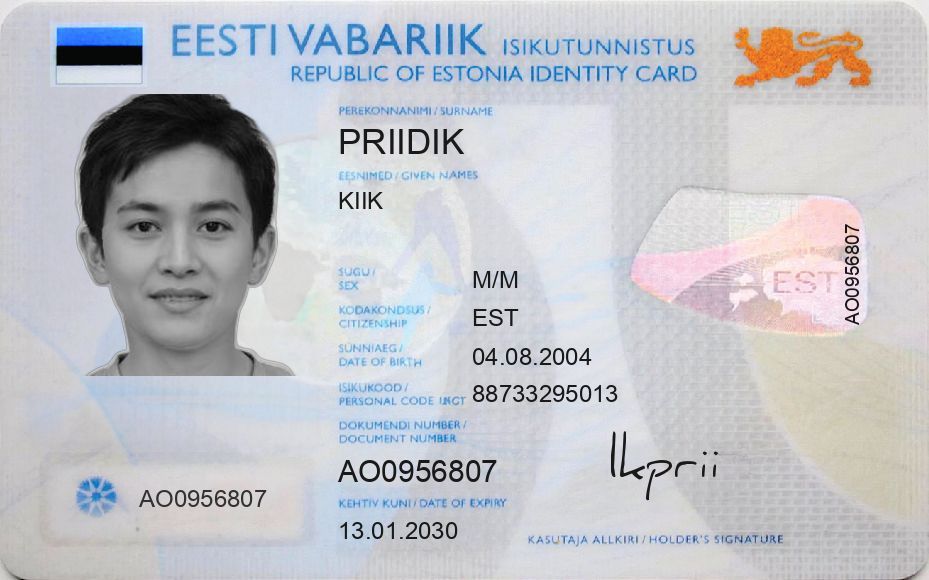 EESTI VABARIIK ISIKUTUNNISTUS
REPUBLIC OF ESTONIA IDENTITY CARD
PEREKONNANIMI / SURNAME
PRIIDIK
EESNIMED / GIVEN NAMES
KIIK
SUGU /
SEX
M/M
KODAKONDSUS /
CITIZENSHIP
EST
SÜNNIAEG /
DATE OF BIRTH
04.08.2004
ISIKUKOOD /
PERSONAL CODE
88733295013
DOKUMENDI NUMBER /
DOCUMENT NUMBER
AO0956807
KEHTIV KUNI / DATE OF EXPIRY
13.01.2030
AO0956807
EST
AO0956807
KASUTAJA ALLKIRI / HOLDER'S SIGNATURE